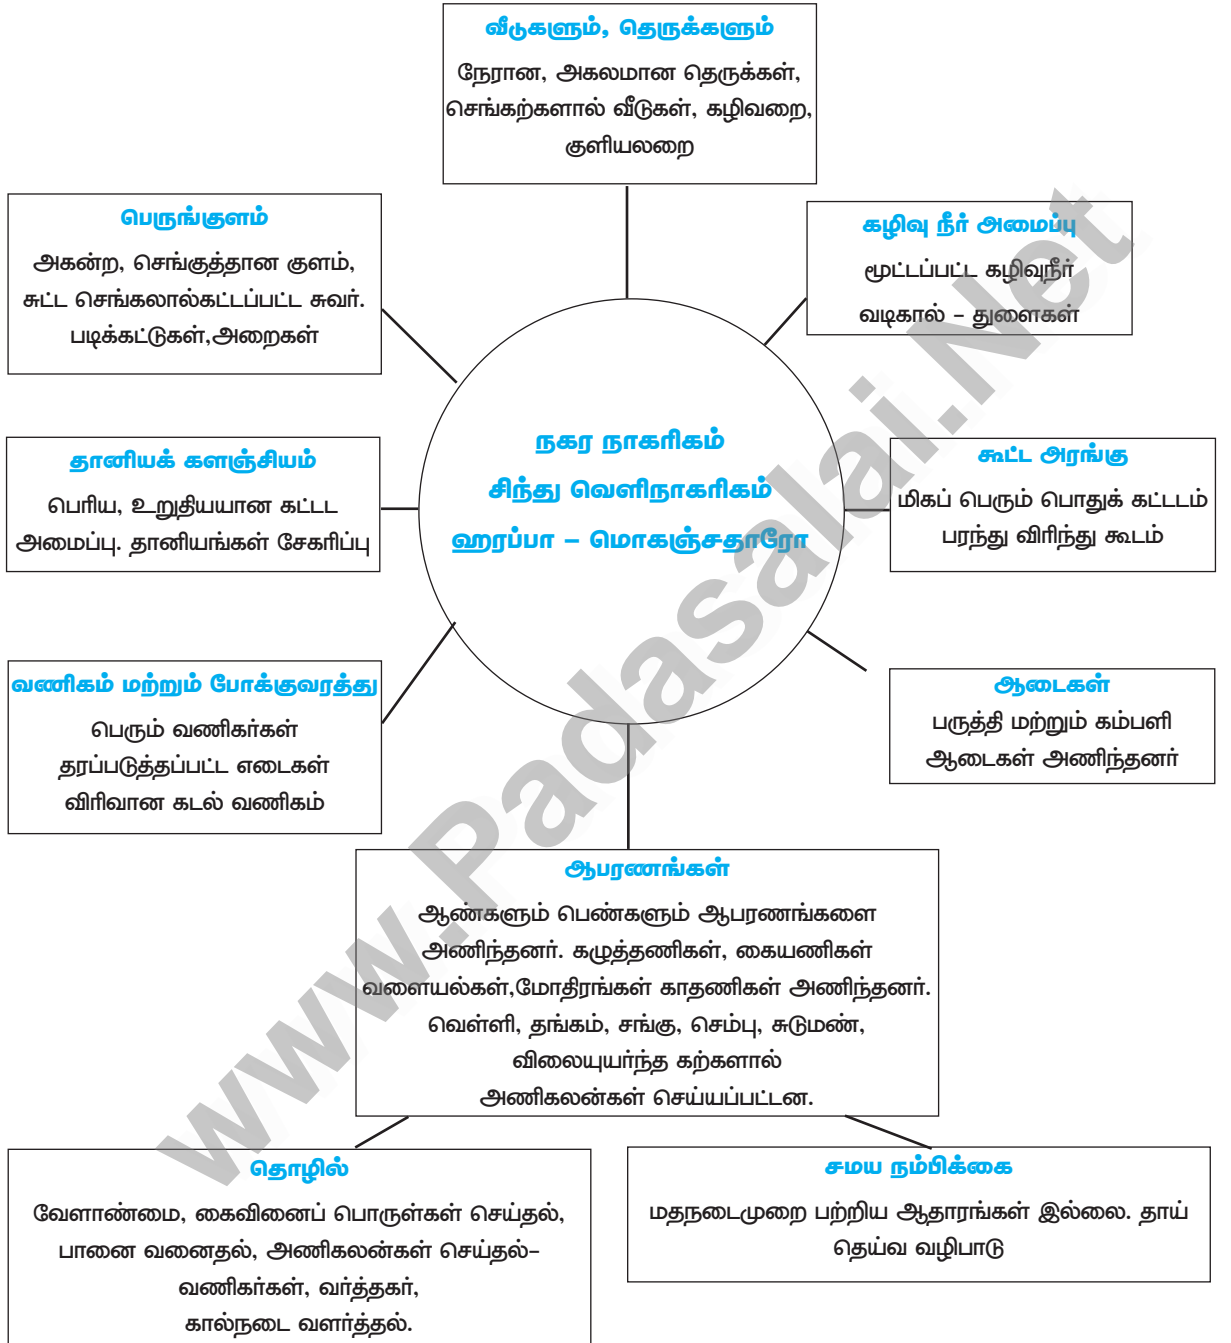 வீடுகளும், தெருக்களும்
நேரான, அகலமான தெருக்கள்,
செங்கற்களால் வீடுகள், கழிவறை,
குளியலறை
பெருங்குளம்
அகன்ற, செங்குத்தான குளம்,
சுட்ட செங்கலால்கட்டப்பட்ட சுவர்.
படிக்கட்டுகள்,அறைகள்
கழிவு நீர் அமைப்பு
மூட்டப்பட்ட கழிவுநீர்
வடிகால் – துளைகள்
நகர நாகரிகம்
சிந்து வெளிநாகரிகம்
ஹரப்பா – மொகஞ்சதாரோ
தானியக் களஞ்சியம்
பெரிய, உறுதியயான கட்டட
அமைப்பு. தானியங்கள் சேகரிப்பு
கூட்ட அரங்கு
மிகப் பெரும் பொதுக் கட்டடம்
பரந்து விரிந்து கூடம்
வணிகம் மற்றும் போக்குவரத்து
பெரும் வணிகர்கள்
தரப்படுத்தப்பட்ட எடைகள்
விரிவான கடல் வணிகம்
ஆடைகள்
பருத்தி மற்றும் கம்பளி
ஆடைகள் அணிந்தனர்
ஆபரணங்கள்
ஆண்களும் பெண்களும் ஆபரணங்களை
அணிந்தனர். கழுத்தணிகள், கையணிகள்
வளையல்கள்,மோதிரங்கள் காதணிகள் அணிந்தனர்.
வெள்ளி, தங்கம், சங்கு, செம்பு, சுடுமண்,
விலையுயர்ந்த கற்களால்
அணிகலன்கள் செய்யப்பட்டன.
தொழில்
வேளாண்மை, கைவினைப் பொருள்கள் செய்தல்,
பானை வனைதல், அணிகலன்கள் செய்தல்–
வணிகர்கள், வர்த்தகர்,
கால்நடை வளர்த்தல்.
சமய நம்பிக்கை
மதநடைமுறை பற்றிய ஆதாரங்கள் இல்லை. தாய்
தெய்வ வழிபாடு
www.Padasalai.Net